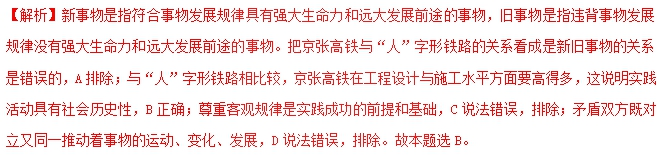 【解析】新事物是指符合事物发展规律具有强大生命力和远大发展前途的事物，旧事物是指违背事物发展
规律没有强大生命力和远大发展前途的事物。把京张高铁与“人”字形铁路的关系看成是新旧事物的关系
是错误的，A 排除；与“人”字形铁路相比较，京张高铁在工程设计与施工水平方面要高得多，这说明实践
活动具有社会历史性，B 正确；尊重客观规律是实践成功的前提和基础，C 说法错误，排除；矛盾双方既对
立又同一推动着事物的运动、变化、发展，D 说法错误，排除。故本题选 B。